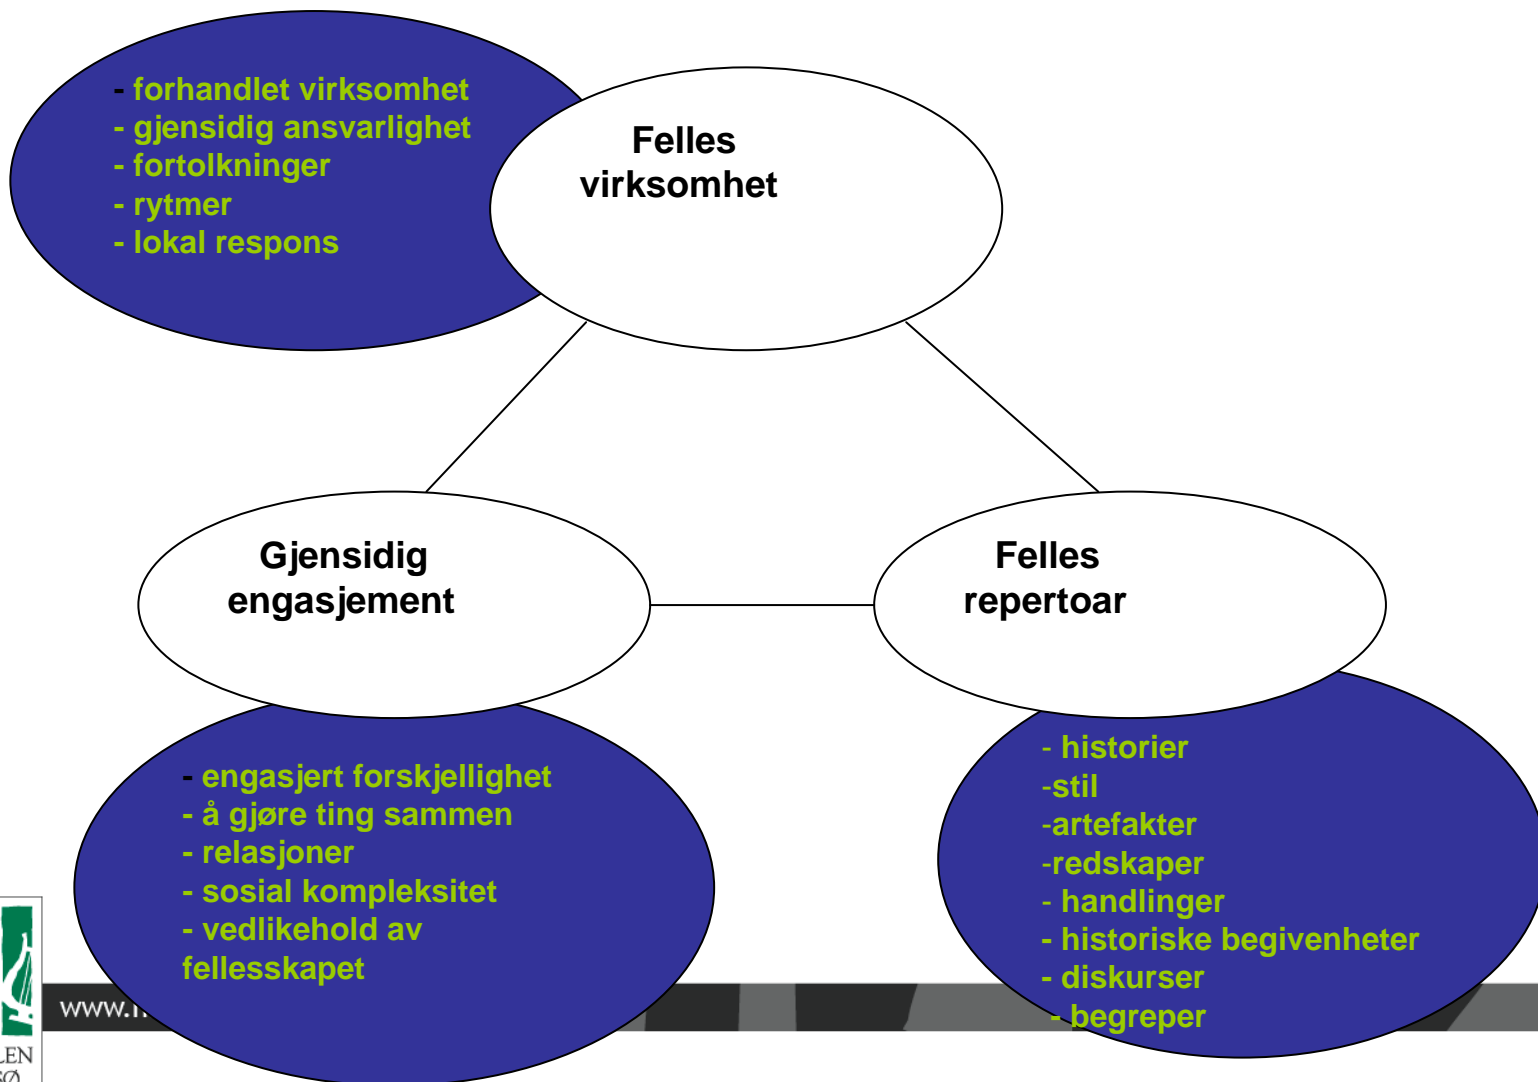 - forhandlet virksomhet
- gjensidig ansvarlighet
- fortolkninger
- rytmer
- lokal respons
Felles
virksomhet
Gjensidig
engasjement
Felles
repertoar
- engasjert forskjellighet
- å gjøre ting sammen
- relasjoner
- sosial kompleksitet
- vedlikehold av
fellesskapet
- historier
-stil
-artefakter
-redskaper
- handlinger
- historiske begivenheter
- diskurser
- begreper
www.